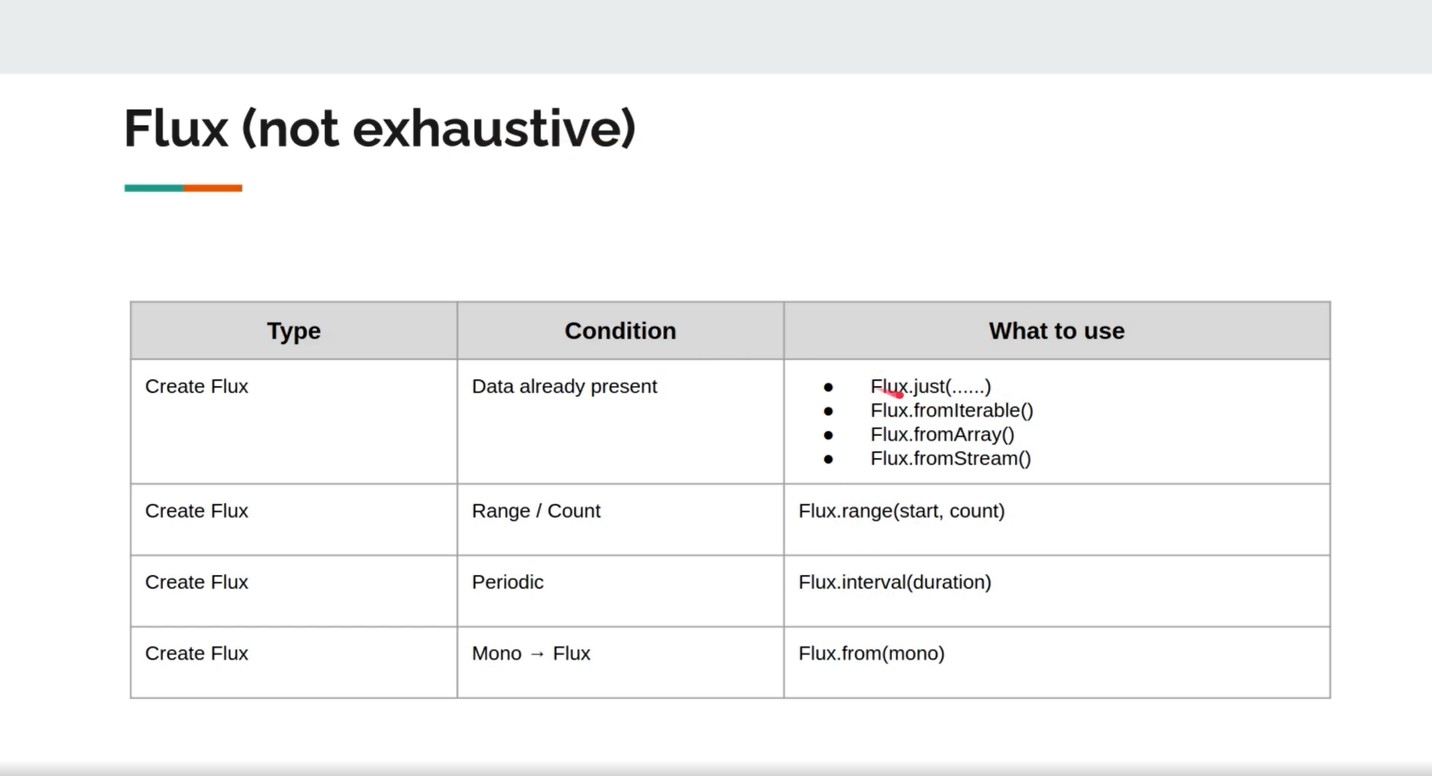 Flux (not exhaustive)
Type Condition What to use
Create Flux Data already present ● Flux.just(......)
● Flux.fromIterable()
● Flux.fromArray()
● Flux.fromStream()
Create Flux Range / Count Flux.range(start, count)
Create Flux Periodic Flux.interval(duration)
Create Flux Mono → Flux Flux.from(mono)